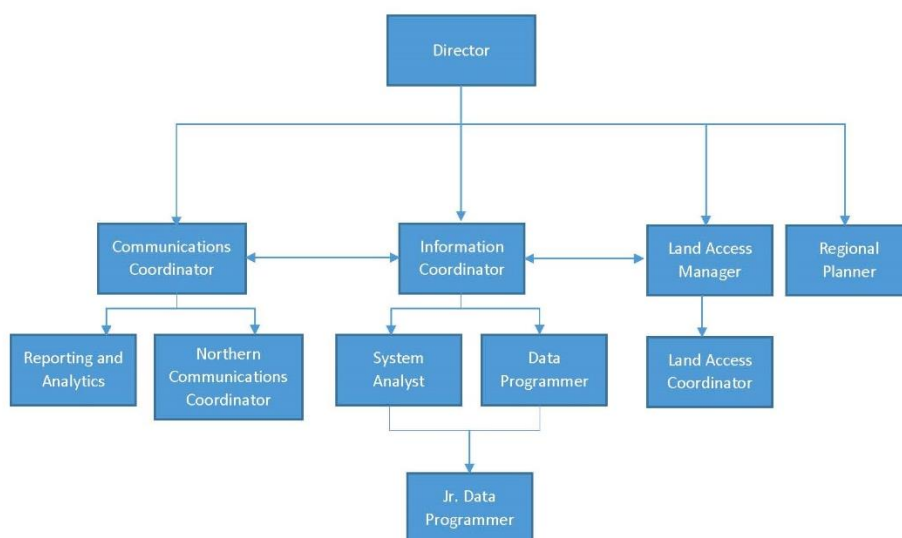 Director
Communications
Coordinator
Information
Coordinator
Land Access
Manager
Regional
Planner
Reporting and
Analytics
Northern
Communications
Coordinator
System
Analyst
Data
Programmer
Land Access
Coordinator
Jr. Data
Programmer